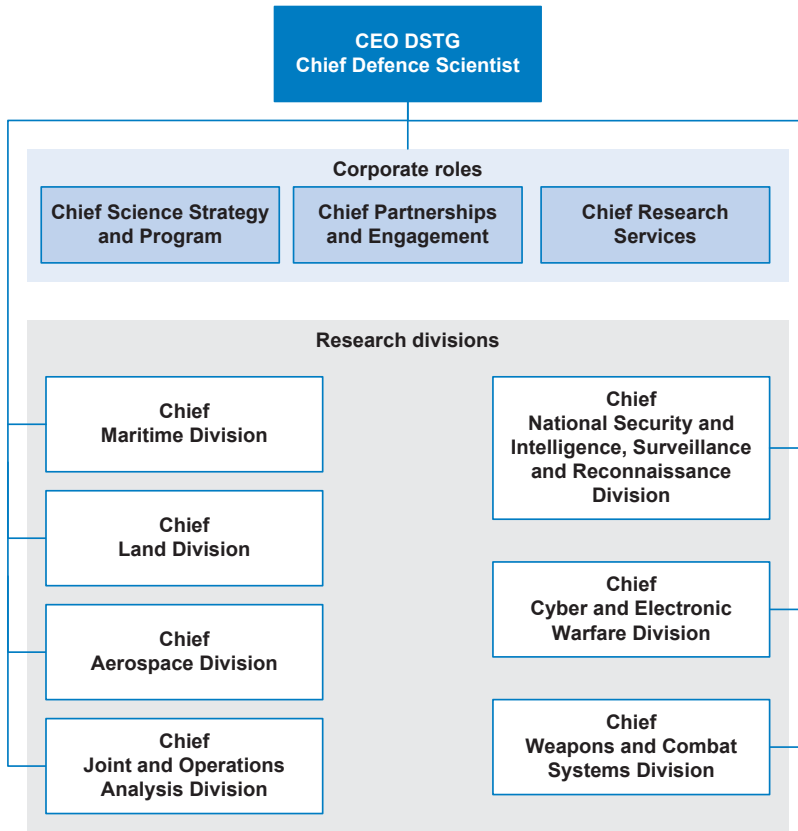 CEO DSTG
Chief Defence Scientist
Corporate roles
Chief Science Strategy
and Program
Chief Partnerships
and Engagement
Chief Research
Services
Research divisions
Chief
Maritime Division
Chief
Land Division
Chief
Aerospace Division
Chief
Joint and Operations
Analysis Division
Chief
National Security and
Intelligence, Surveillance
and Reconnaissance
Division
Chief
Cyber and Electronic
Warfare Division
Chief
Weapons and Combat
Systems Division